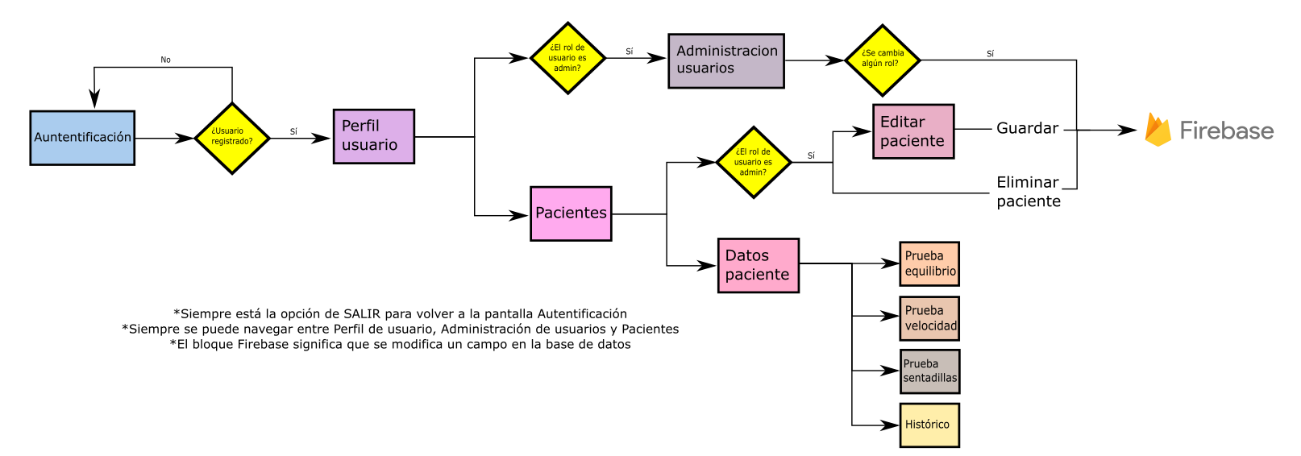 No
Auntentificación
¿Usuario
registrado?
Sí
Perfil
usuario
¿El rol de
usuario es
admin?
Sí
Administracion
usuarios
¿Se cambia
algún rol?
Sí
Pacientes
¿El rol de
usuario es
admin?
Sí
Editar
paciente
Guardar
Eliminar
paciente
Firebase
Datos
paciente
Prueba
equilibrio
Prueba
velocidad
Prueba
sentadillas
Histórico
*Siempre está la opción de SALIR para volver a la pantalla Autentificación
*Siempre se puede navegar entre Perfil de usuario, Administración de usuarios y Pacientes
*El bloque Firebase significa que se modifica un campo en la base de datos